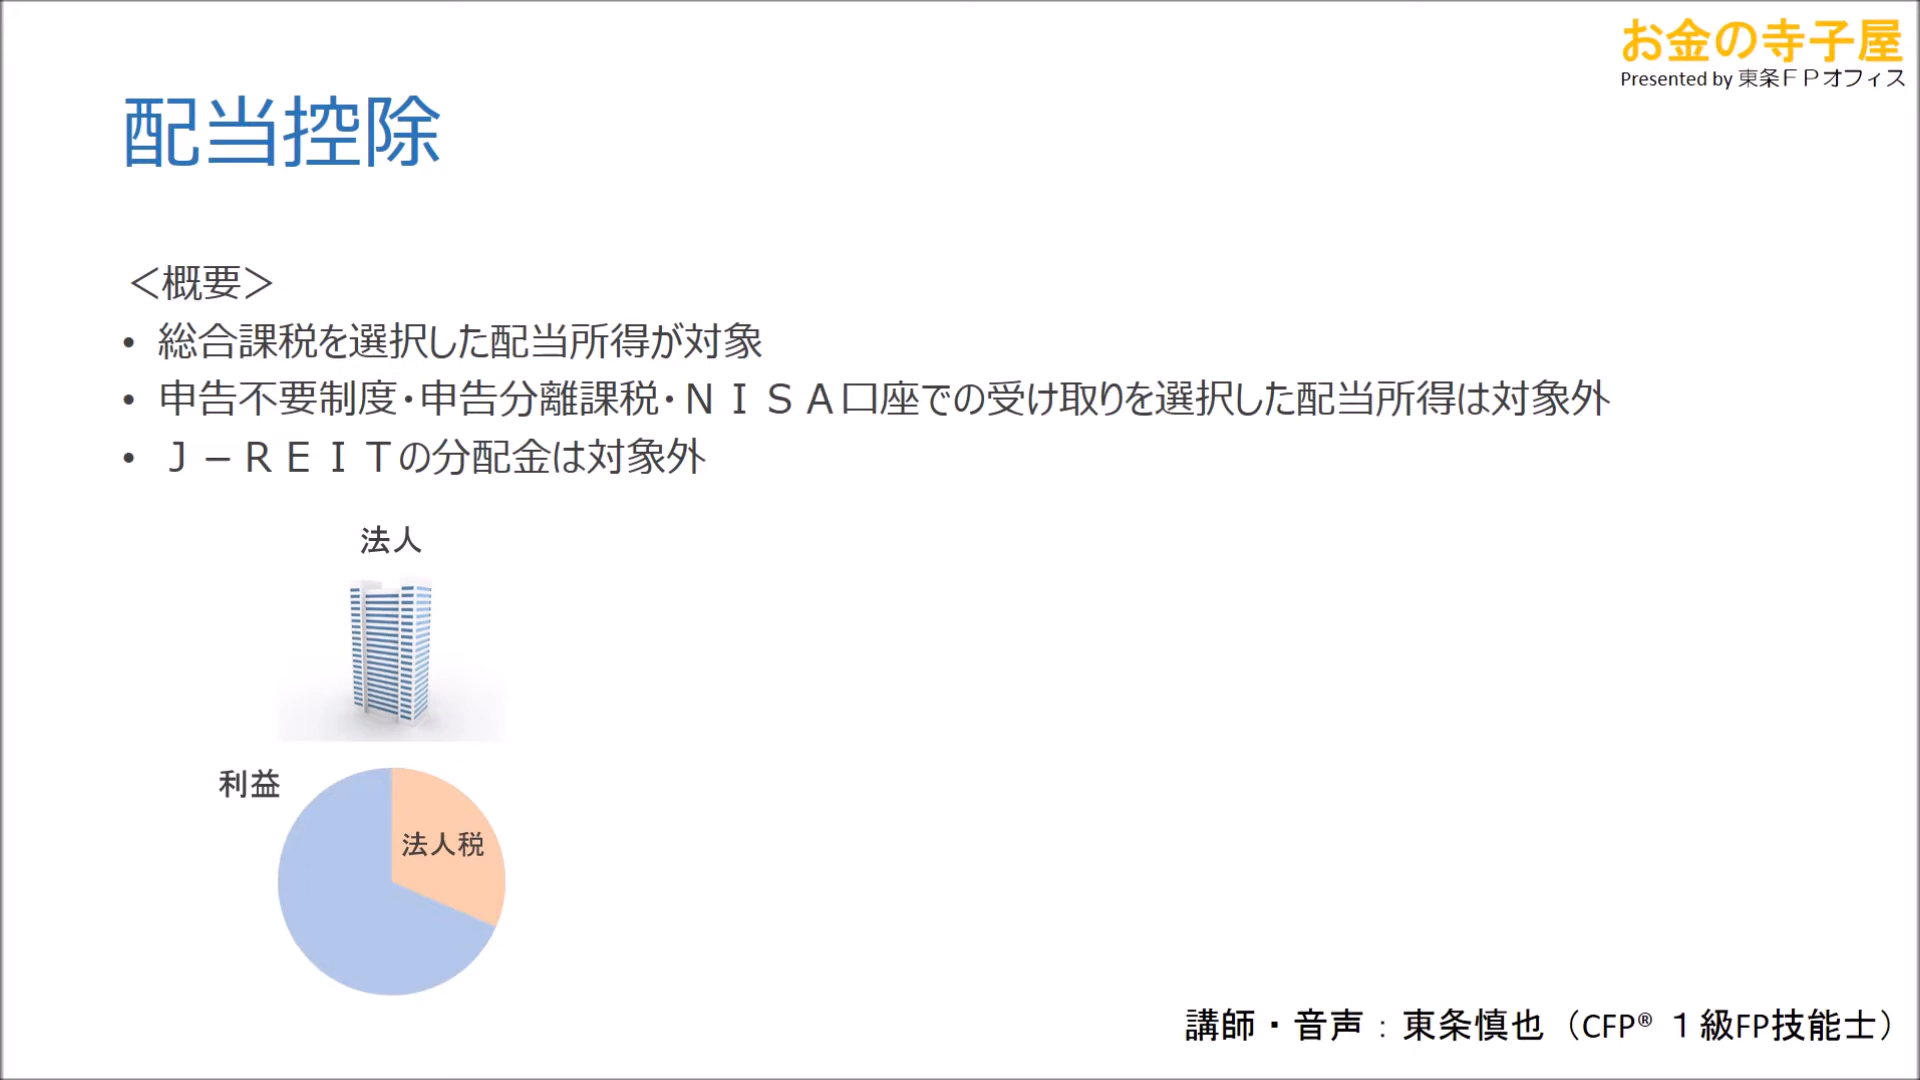 お金の寺子屋
Presented by 東条ＦＰオフィス
配当控除
＜概要＞
• 総合課税を選択した配当所得が対象
• 申告不要制度・申告分離課税・ＮＩＳＡ口座での受け取りを選択した配当所得は対象外
• Ｊ－ＲＥＩＴの分配金は対象外
法人
利益
法人税
講師・音声：東条慎也（CFP® １級FP技能士）